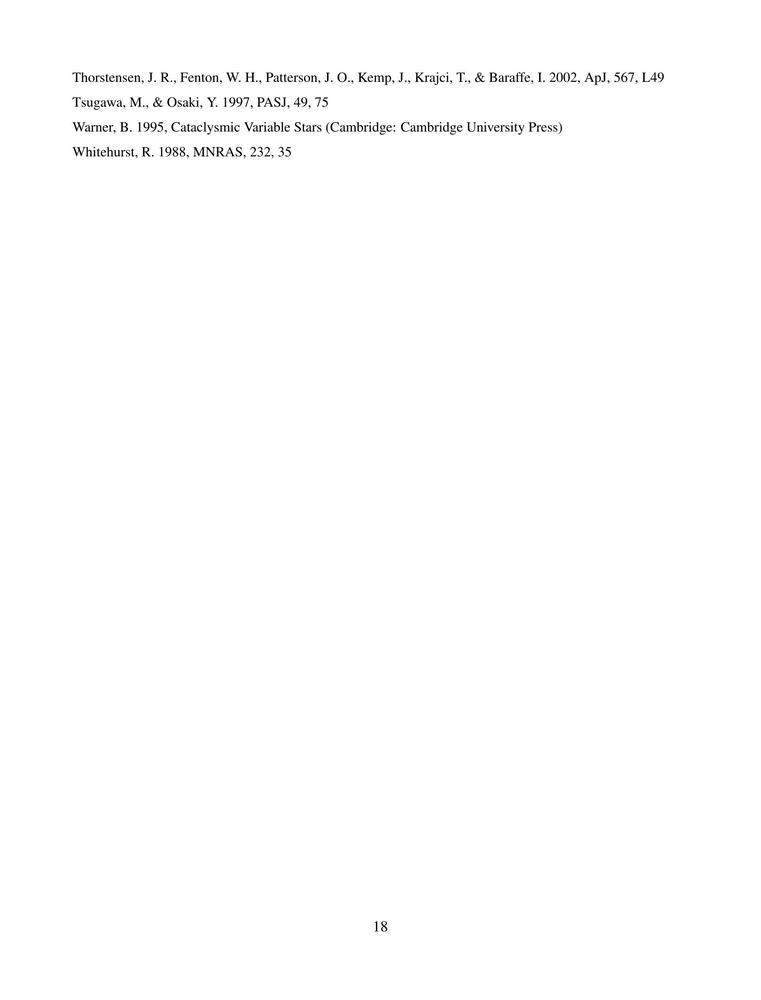 Thorstensen, J. R., Fenton, W. H., Patterson, J. O., Kemp, J., Krajci, T., & Baraffe, I. 2002, ApJ, 567, L49
Tsugawa, M., & Osaki, Y. 1997, PASJ, 49, 75
Warner, B. 1995, Cataclysmic Variable Stars (Cambridge: Cambridge University Press)
Whitehurst, R. 1988, MNRAS, 232, 35
18